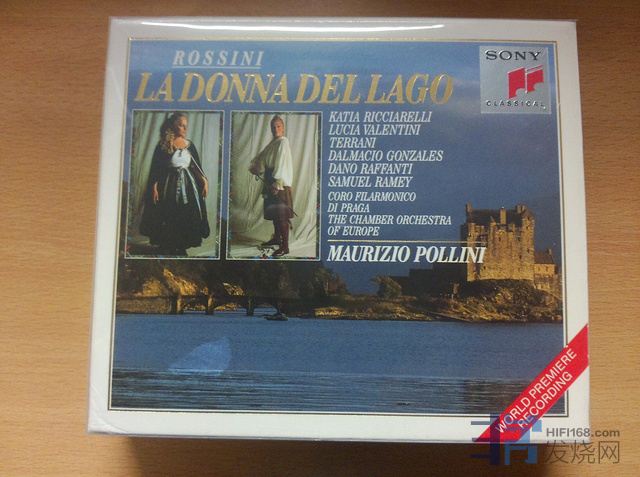 ROSSINI
LA DONNA DEL LAGO
SONY
CLASSICAL
KATIA RICCIARELLI
LUCIA VALENTINI
TERRANI
DALMACIO GONZALES
DANO RAFFANTI
SAMUEL RAMEY
CORO FILARMONICO
DI PRAGA
THE CHAMBER ORCHESTRA
OF EUROPE
MAURIZIO POLLINI
WORLD PREMIERE
RECORDING
HIFI168.com
发烧网